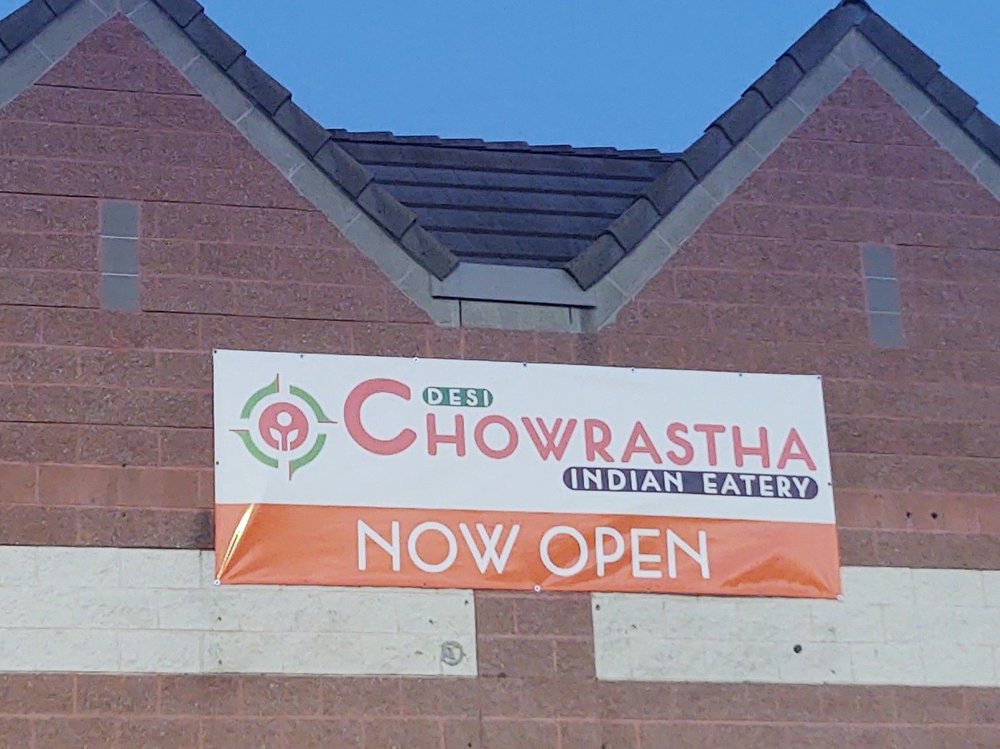 DESI
CHOWRASTHA
INDIAN EATERY
NOW OPEN